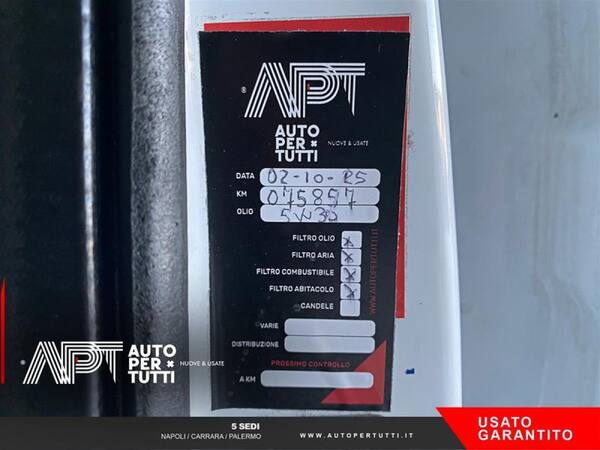 APT
®
AUTO
PER
TUTTI
NUOVE & USATE
DATA 02-10-25
KM 075857
OLIO 5W30
FILTRO OLIO x
FILTRO ARIA x
FILTRO COMBUSTIBILE x
FILTRO ABITACOLO x
CANDELE
VARIE
DISTRIBUZIONE
PROSSIMO CONTROLLO
A KM
WWW.AUTOPERTUTTI.IT
APT
AUTO
PER
TUTTI
NUOVE & USATE
5 SEDI
NAPOLI / CARRARA / PALERMO
WWW.AUTOPERTUTTI.IT
USATO
GARANTITO